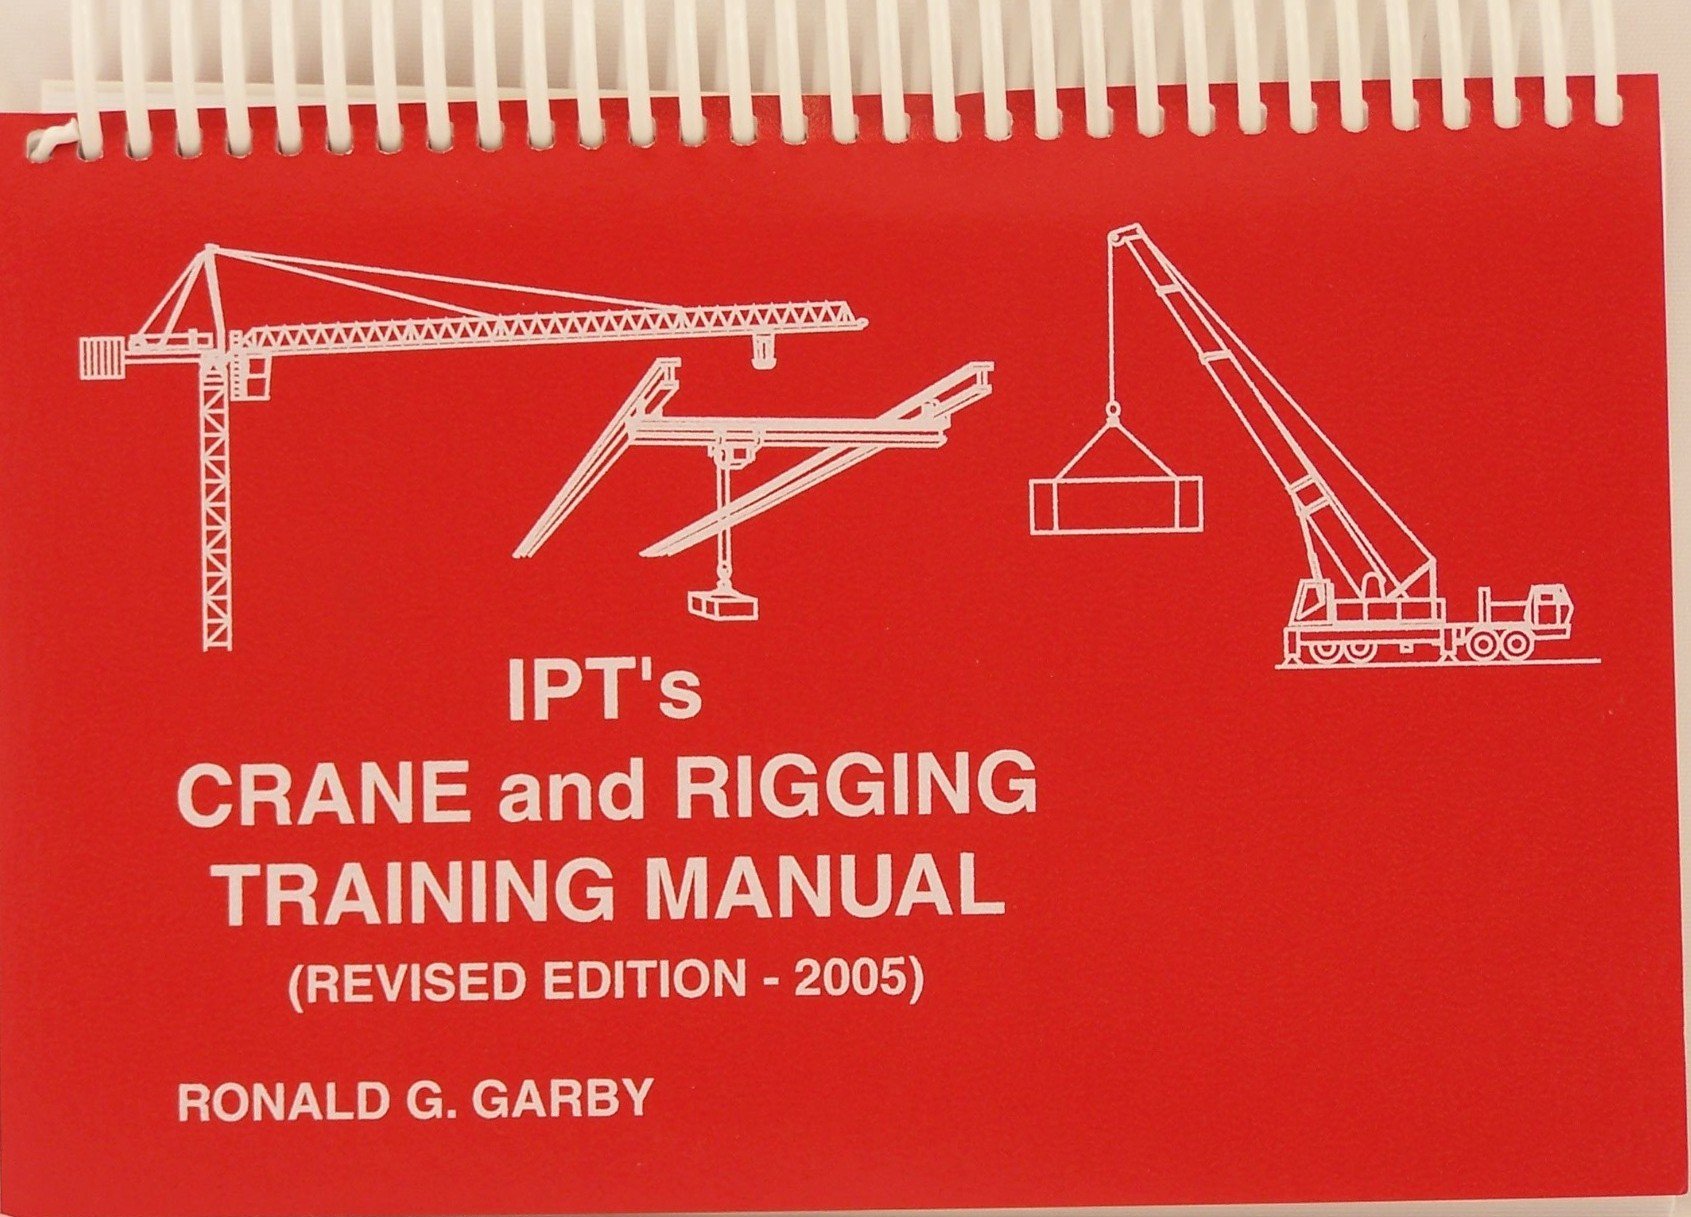 IPT's
CRANE and RIGGING
TRAINING MANUAL
(REVISED EDITION - 2005)
RONALD G. GARBY